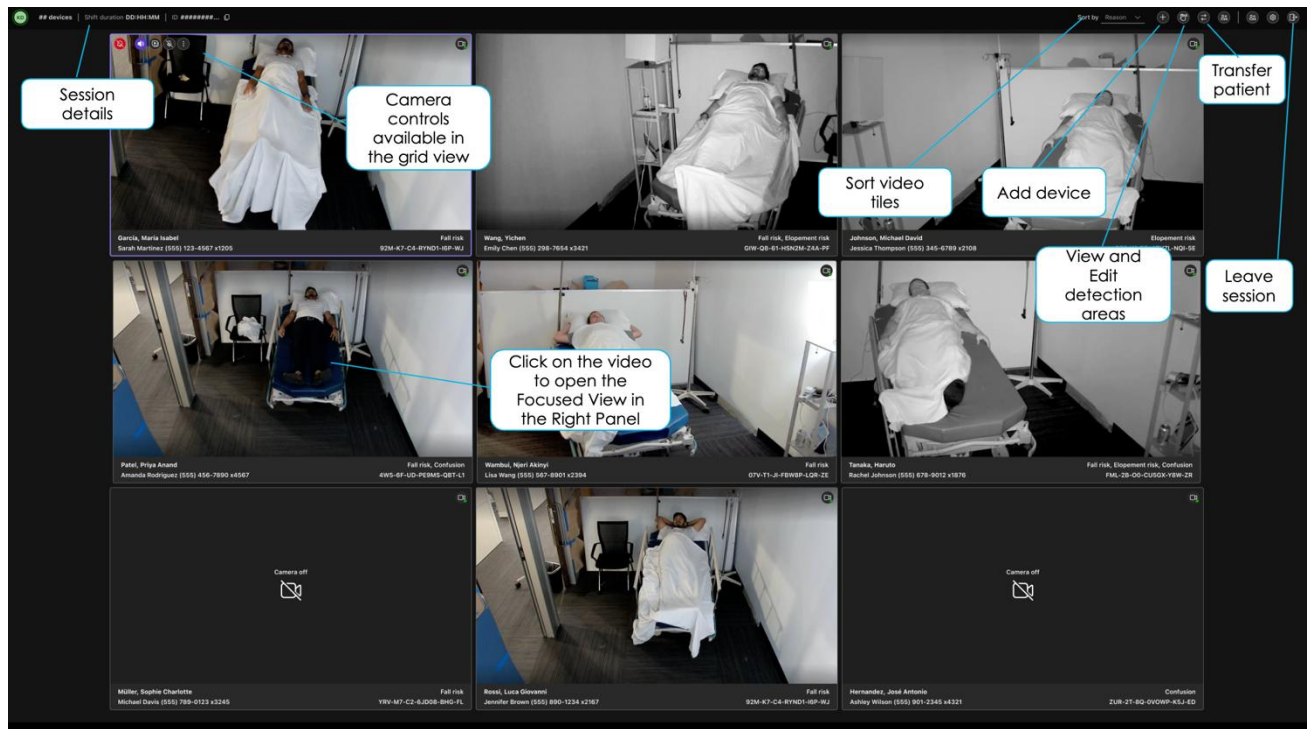 RD ## devices | Shift duration DD:HH:MM | ID ########... Sort by Reason
Session
details
Camera
controls
available in
the grid view
Transfer
patient
Sort video
tiles
Add device
View and
Edit
detection
areas
Leave
session
Garcia, Maria Isabel Fall risk
Sarah Martinez (555) 123-4567 x1205 92M-K7-C4-RYND1-I6P-WJ
Wang, Yichen Fall risk, Elopement risk
Emily Chen (555) 298-7654 x3421 GIW-QB-61-HSN2M-Z4A-PF
Johnson, Michael David Elopement risk
Jessica Thompson (555) 345-6789 x2108
Click on the video
to open the
Focused View in
the Right Panel
Patel, Priya Anand Fall risk, Confusion
Amanda Rodriguez (555) 456-7890 x4567 4WS-6F-UD-PE9MS-QBT-L1
Wambui, Njeri Akinyi Fall risk
Lisa Wang (555) 567-8901 x2394 07V-T1-JI-FBW8P-LQR-ZE
Tanaka, Haruto Fall risk, Elopement risk, Confusion
Rachel Johnson (555) 678-9012 x1876 FML-2B-O0-CU50X-Y8W-ZR
Camera off
Camera off
Müller, Sophie Charlotte Fall risk
Michael Davis (555) 789-0123 x3245 YRV-M7-C2-6JD08-BHG-FL
Rossi, Luca Giovanni Fall risk
Jennifer Brown (555) 890-1234 x2167 92M-K7-C4-RYND1-I6P-WJ
Hernandez, José Antonio Confusion
Ashley Wilson (555) 901-2345 x4321 ZUR-2T-8Q-0VOWP-K5J-ED